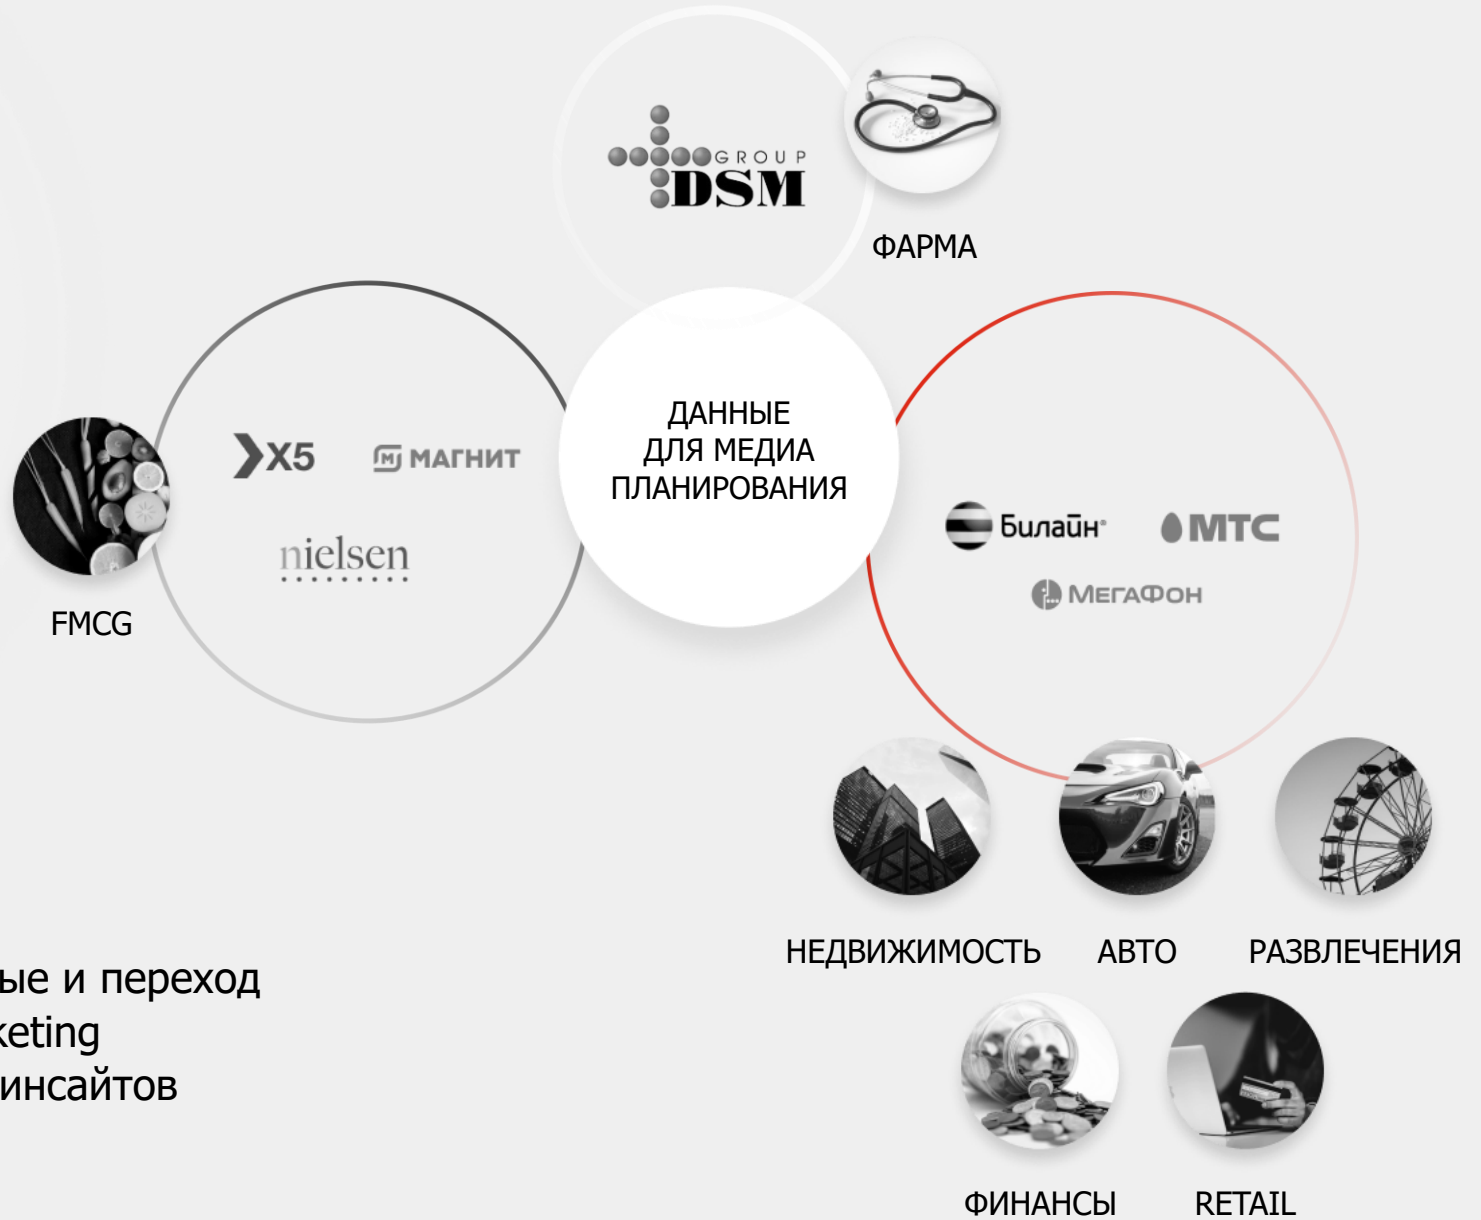 GROUP
DSM
ФАРМА
ДАННЫЕ
ДЛЯ МЕДИА
ПЛАНИРОВАНИЯ
X5
М МАГНИТ
nielsen
FMCG
Билайн®
МТС
МЕГАФОН
НЕДВИЖИМОСТЬ
АВТО
РАЗВЛЕЧЕНИЯ
ые и переход
keting
инсайтов
ФИНАНСЫ
RETAIL